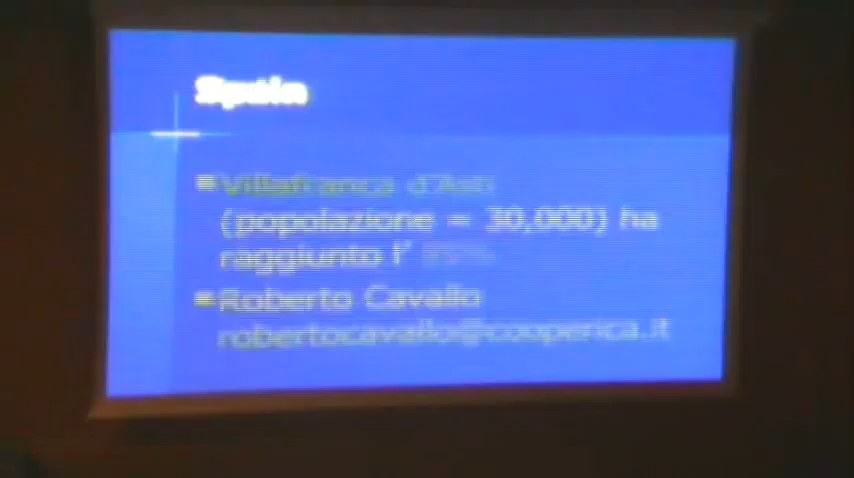 Villafranca d'Asti
(popolazione = 30,000) ha
raggiunto l'
Roberto Cavallo
robertocavallo@cooperica.it